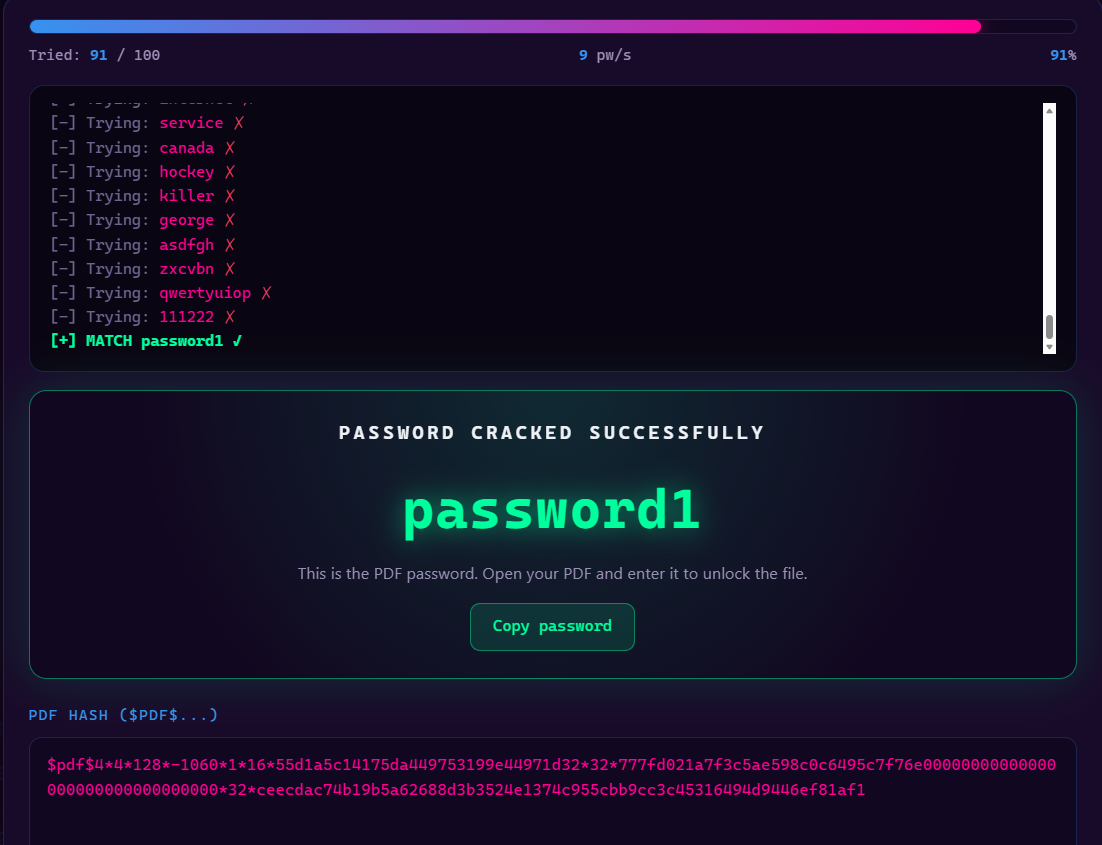 Tried: 91 / 100
9 pw/s
91%
[-] Trying: service ✗
[-] Trying: canada ✗
[-] Trying: hockey ✗
[-] Trying: killer ✗
[-] Trying: george ✗
[-] Trying: asdfgh ✗
[-] Trying: zxcvbn ✗
[-] Trying: qwertyuiop ✗
[-] Trying: 111222 ✗
[+] MATCH password1 ✓
PASSWORD CRACKED SUCCESSFULLY
password1
This is the PDF password. Open your PDF and enter it to unlock the file.
Copy password
PDF HASH ($PDF$...)
$pdf$4*4*128*-1060*1*16*55d1a5c14175da449753199e44971d32*32*777fd021a7f3c5ae598c0c6495c7f76e00000000000000
000000000000000000*32*ceecdac74b19b5a62688d3b3524e1374c955cbb9cc3c45316494d9446ef81af1